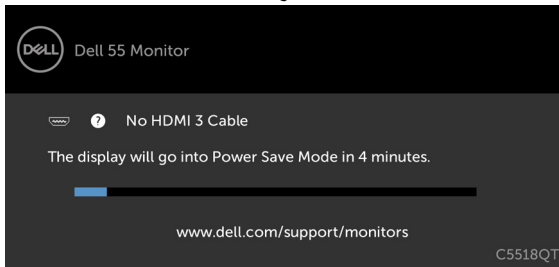 DELL
Dell 55 Monitor
? No HDMI 3 Cable
The display will go into Power Save Mode in 4 minutes.
www.dell.com/support/monitors
C5518QT